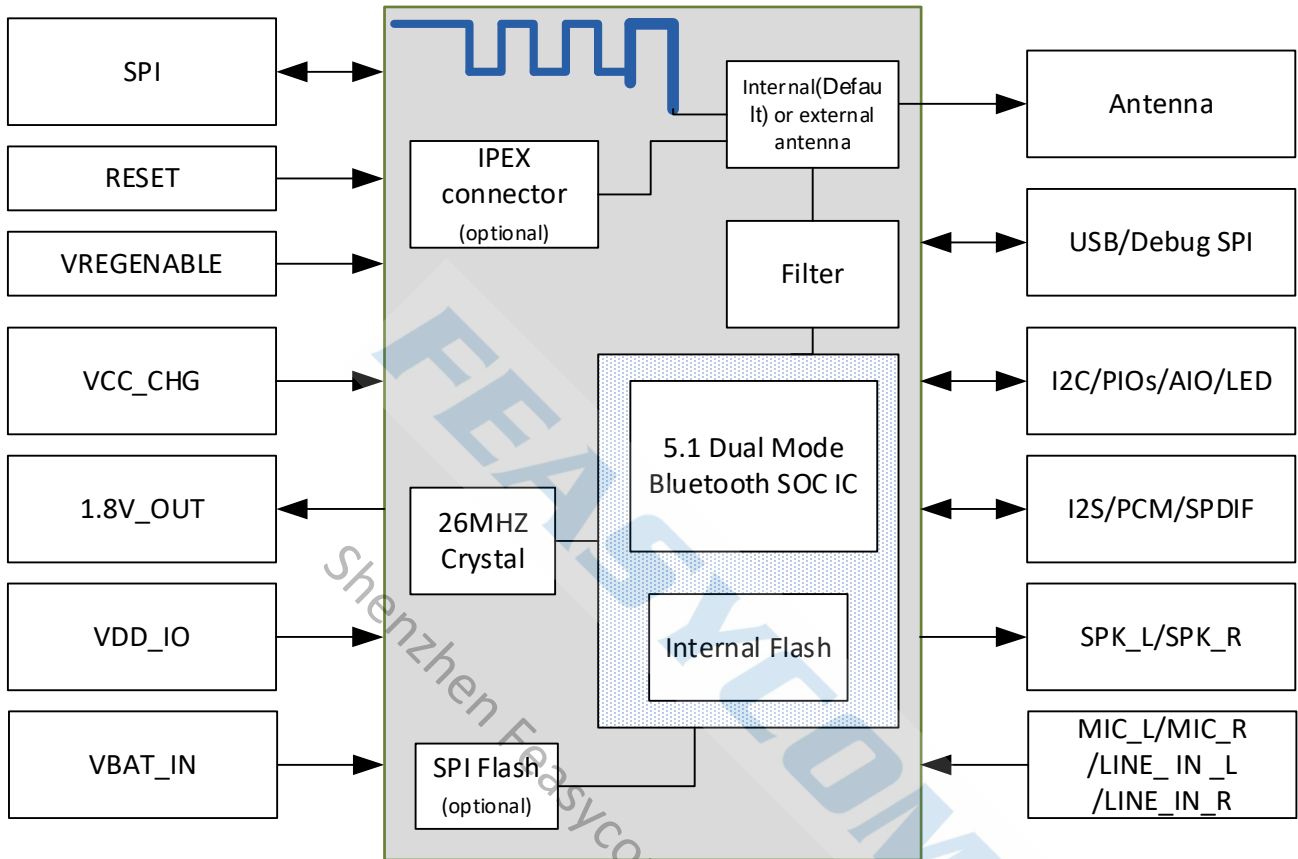 SPI
RESET
VREGENABLE
VCC_CHG
1.8V_OUT
VDD_IO
VBAT_IN
IPEX
connector
(optional)
Internal(Defau
lt) or external
antenna
Filter
5.1 Dual Mode
Bluetooth SOC IC
26MHZ
Crystal
Internal Flash
SPI Flash
(optional)
Antenna
USB/Debug SPI
I2C/PIOs/AIO/LED
I2S/PCM/SPDIF
SPK_L/SPK_R
MIC_L/MIC_R
/LINE_ IN _L
/LINE_IN_R
FEASYCOM
Shenzhen Feasyco